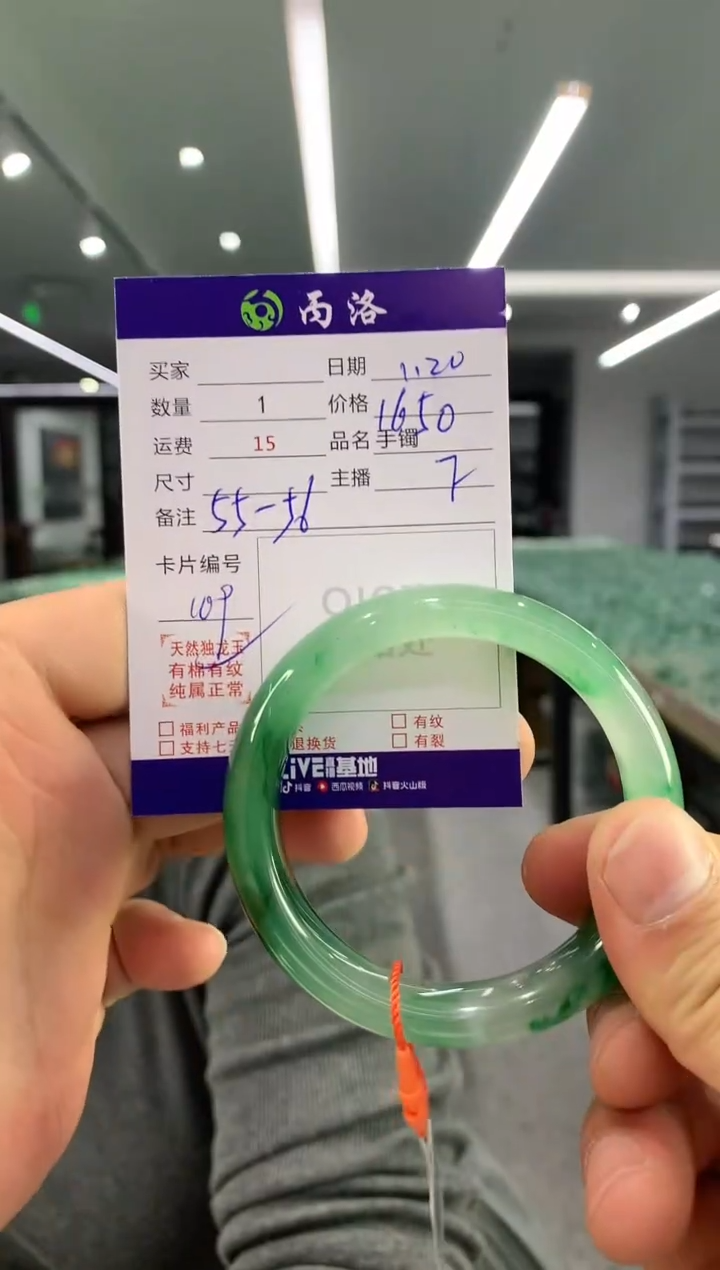 丙洛
买家 日期 1.20
数量 1 价格 1650
运费 15 品名 手镯
尺寸 主播 7
备注 55-56
卡片编号
109
天然独龙玉
有棉有纹
纯属正常
福利产品 有纹
支持七 退换货 有裂
LIVE 基地
抖音 西瓜视频 抖音火山版